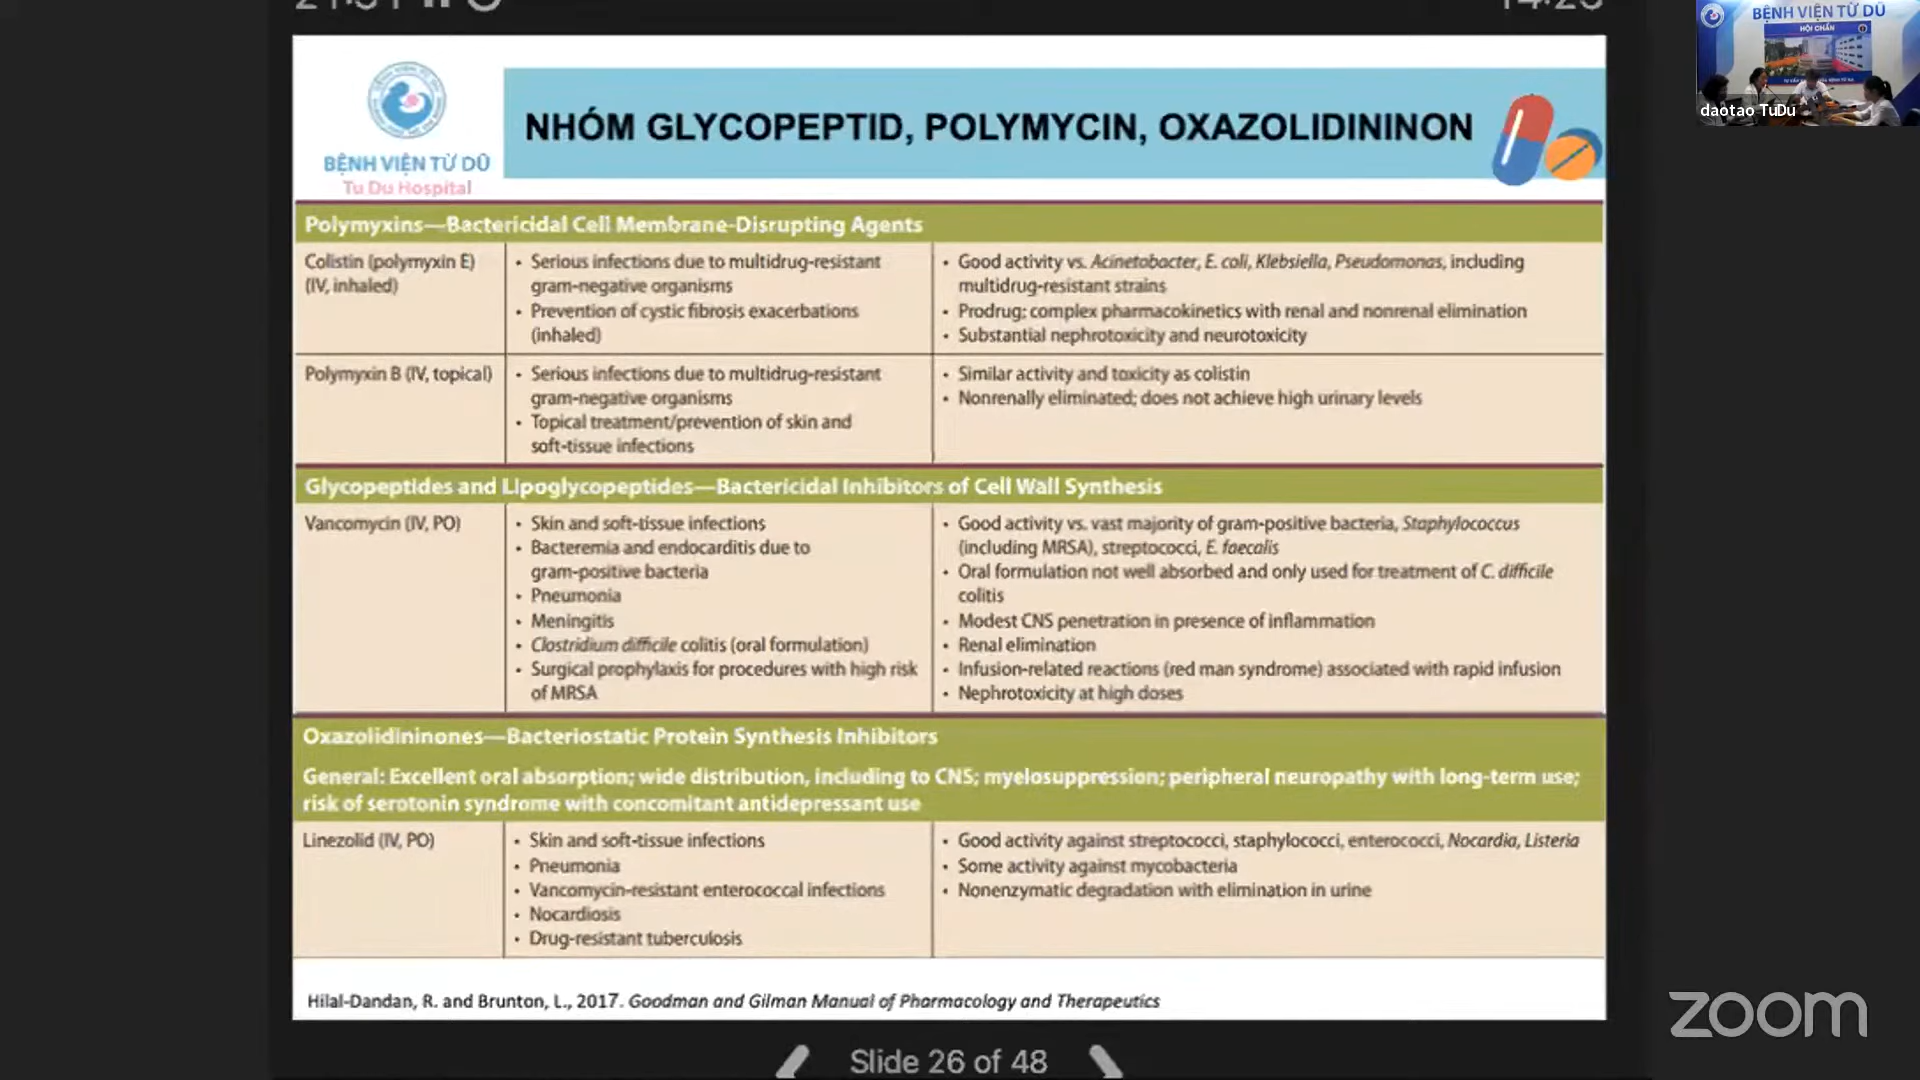 BỆNH VIỆN TỪ DŨ
HỘI CHẨN
daotao TuDu
BỆNH VIỆN TỪ DŨ
Tu Du Hospital
NHÓM GLYCOPEPTID, POLYMYCIN, OXAZOLIDININON
Polymyxins—Bactericidal Cell Membrane-Disrupting Agents
Colistin (polymyxin E)
(IV, inhaled)
• Serious infections due to multidrug-resistant
gram-negative organisms
• Prevention of cystic fibrosis exacerbations
(inhaled)
• Good activity vs. Acinetobacter, E. coli, Klebsiella, Pseudomonas, including
multidrug-resistant strains
• Prodrug; complex pharmacokinetics with renal and nonrenal elimination
• Substantial nephrotoxicity and neurotoxicity
Polymyxin B (IV, topical)
• Serious infections due to multidrug-resistant
gram-negative organisms
• Topical treatment/prevention of skin and
soft-tissue infections
• Similar activity and toxicity as colistin
• Nonrenally eliminated; does not achieve high urinary levels
Glycopeptides and Lipoglycopeptides—Bactericidal Inhibitors of Cell Wall Synthesis
Vancomycin (IV, PO)
• Skin and soft-tissue infections
• Bacteremia and endocarditis due to
gram-positive bacteria
• Pneumonia
• Meningitis
• Clostridium difficile colitis (oral formulation)
• Surgical prophylaxis for procedures with high risk
of MRSA
• Good activity vs. vast majority of gram-positive bacteria, Staphylococcus
(including MRSA), streptococci, E. faecalis
• Oral formulation not well absorbed and only used for treatment of C. difficile
colitis
• Modest CNS penetration in presence of inflammation
• Renal elimination
• Infusion-related reactions (red man syndrome) associated with rapid infusion
• Nephrotoxicity at high doses
Oxazolidininones—Bacteriostatic Protein Synthesis Inhibitors
General: Excellent oral absorption; wide distribution, including to CNS; myelosuppression; peripheral neuropathy with long-term use;
risk of serotonin syndrome with concomitant antidepressant use
Linezolid (IV, PO)
• Skin and soft-tissue infections
• Pneumonia
• Vancomycin-resistant enterococcal infections
• Nocardiosis
• Drug-resistant tuberculosis
• Good activity against streptococci, staphylococci, enterococci, Nocardia, Listeria
• Some activity against mycobacteria
• Nonenzymatic degradation with elimination in urine
Hilal-Dandan, R. and Brunton, L., 2017. Goodman and Gilman Manual of Pharmacology and Therapeutics
Slide 26 of 48
zoom